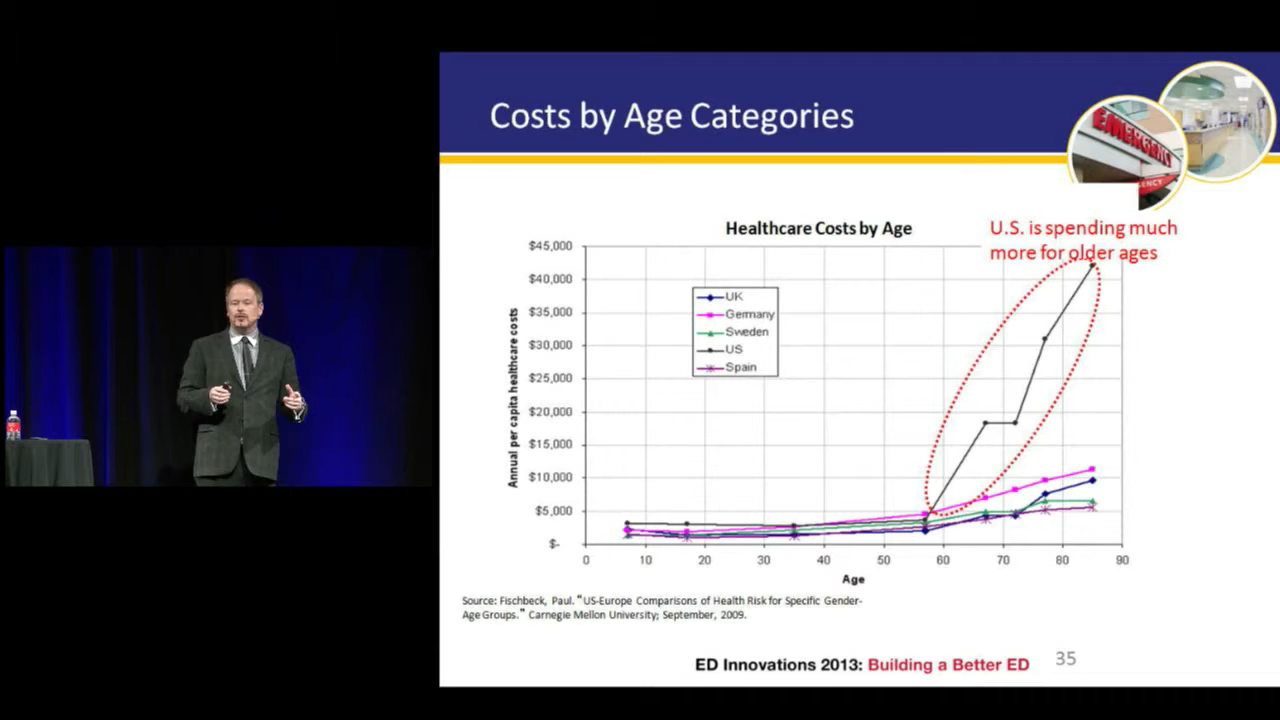 Costs by Age Categories
EMERGENCY
ENCY
Healthcare Costs by Age
U.S. is spending much
more for older ages
$45,000
$40,000
$35,000
$30,000
$25,000
$20,000
$15,000
$10,000
$5,000
$-
Annual per capita healthcare costs
UK
Germany
Sweden
US
Spain
0 10 20 30 40 50 60 70 80 90
Age
Source: Fischbeck, Paul. "US-Europe Comparisons of Health Risk for Specific Gender-
Age Groups." Carnegie Mellon University; September, 2009.
ED Innovations 2013: Building a Better ED
35